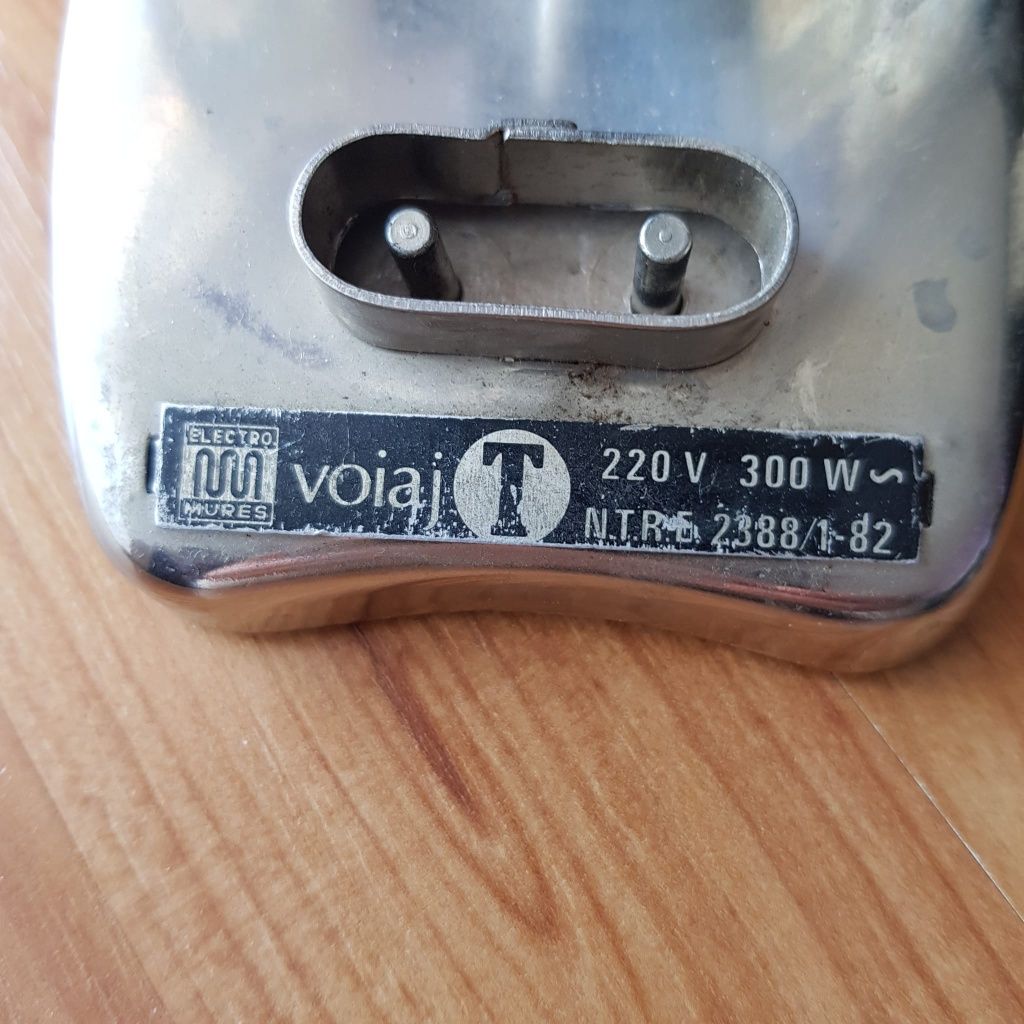 ELECTRO
MURES
voiaj T
220 V 300 W ~
N.T.R-E 2388/1-82